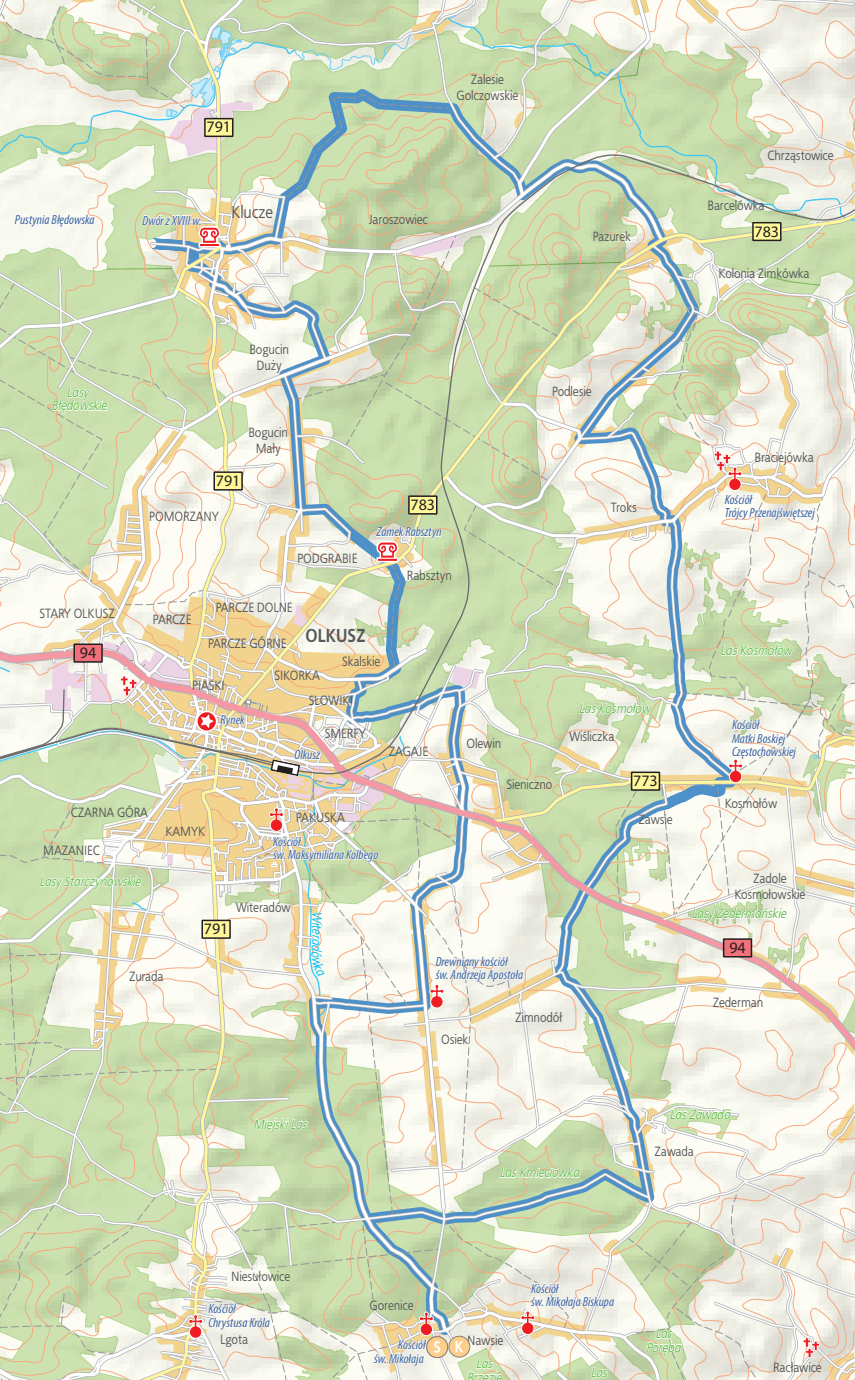 Zalesie
Golczowskie
791
Chrząstowice
Barcelówka
Klucze
Dwór z XVIII w.
Pustynia Błędowska
Jaroszowiec
783
Pazurek
Kolonia Zimkówka
Bogucin
Duży
Lasy
Błędowskie
Podlesie
Bogucin
Mały
Braciejówka
791
783
Kościół
Trójcy Przenajświętszej
Troks
POMORZANY
Zamek Rabsztyn
PODGRABIE
Rabsztyn
STARY OLKUSZ
PARCZE DOLNE
PARCZE
OLKUSZ
PARCZE GÓRNE
94
Skalskie
Las Kosmołów
SIKORKA
PIASKI
SŁOWIKI
Las Kosmołów
Rynek
SMERFY
Wiśliczka
Kościół
Matki Boskiej
Częstochowskiej
Olewin
ZAGAJE
Olkusz
773
Sieniczno
Kosmołów
CZARNA GÓRA
PAKUSKA
Zawsie
KAMYK
Kościół
św. Maksymiliana Kolbego
MAZANIEC
Lasy Starczynowskie
Zadole
Kosmołowskie
Witeradów
Lasy Zedermańskie
791
Witeradówka
94
Drewniany kościół
św. Andrzeja Apostoła
Zurada
Zimnodół
Zederman
Osiek
Las Zawada
Miejski Las
Zawada
Las Kmieciówka
Niesułowice
Kościół
św. Mikołaja Biskupa
Gorenice
Kościół
Chrystusa Króla
Lgota
Kościół
św. Mikołaja
S
K
Nawsie
Las
Poręba
Las
Brzezie
Las
Racławice